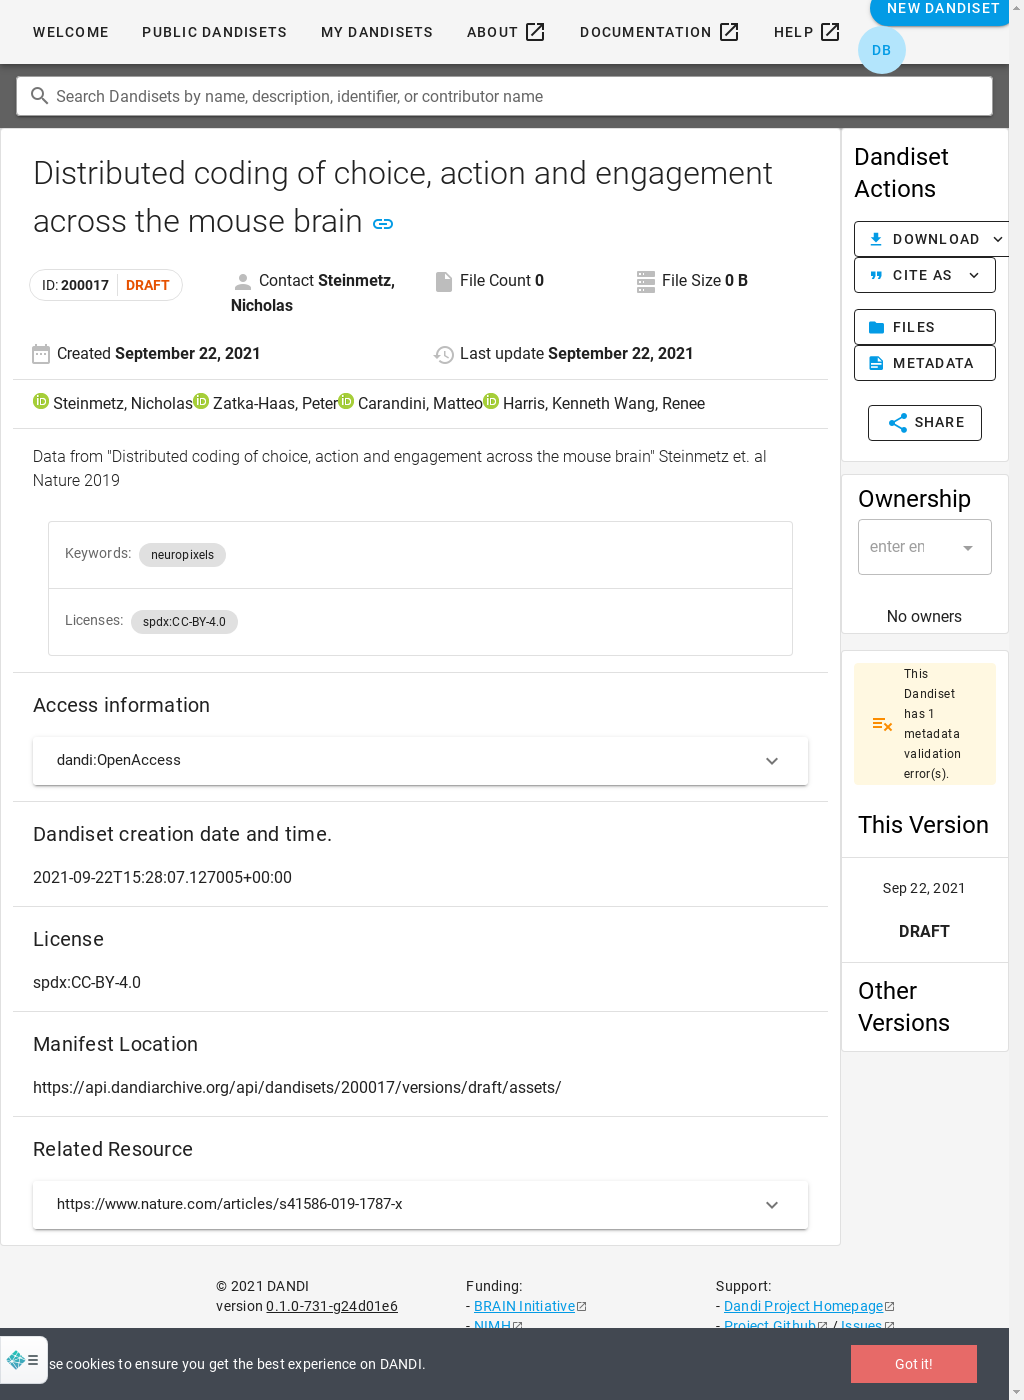 WELCOME PUBLIC DANDISETS MY DANDISETS ABOUT DOCUMENTATION HELP NEW DANDISET
DB
Search Dandisets by name, description, identifier, or contributor name
Distributed coding of choice, action and engagement
across the mouse brain
ID: 200017 DRAFT
Contact Steinmetz,
Nicholas
File Count 0
File Size 0 B
Created September 22, 2021
Last update September 22, 2021
Steinmetz, Nicholas Zatka-Haas, Peter Carandini, Matteo Harris, Kenneth Wang, Renee
Data from "Distributed coding of choice, action and engagement across the mouse brain" Steinmetz et. al
Nature 2019
Keywords: neuropixels
Licenses: spdx:CC-BY-4.0
Access information
dandi:OpenAccess
Dandiset creation date and time.
2021-09-22T15:28:07.127005+00:00
License
spdx:CC-BY-4.0
Manifest Location
https://api.dandiarchive.org/api/dandisets/200017/versions/draft/assets/
Related Resource
https://www.nature.com/articles/s41586-019-1787-x
Dandiset
Actions
DOWNLOAD
CITE AS
FILES
METADATA
SHARE
Ownership
enter en
No owners
This
Dandiset
has 1
metadata
validation
error(s).
This Version
Sep 22, 2021
DRAFT
Other
Versions
© 2021 DANDI
version 0.1.0-731-g24d01e6
Funding:
- BRAIN Initiative
- NIMH
Support:
- Dandi Project Homepage
- Project Github / Issues
se cookies to ensure you get the best experience on DANDI.
Got it!